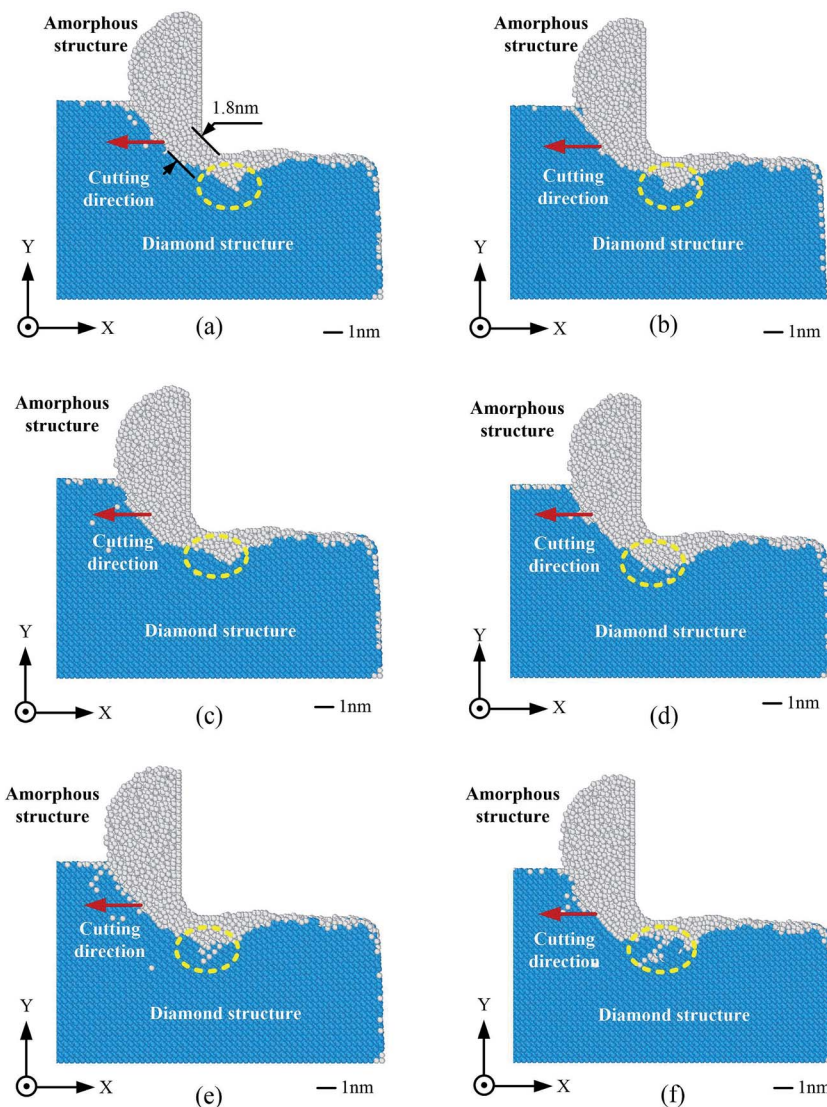 Amorphous
structure
1.8nm
Cutting
direction
Diamond structure
Y
X
(a)
1nm
Amorphous
structure
Cutting
direction
Diamond structure
Y
X
(b)
1nm
Amorphous
structure
Cutting
direction
Diamond structure
Y
X
(c)
1nm
Amorphous
structure
Cutting
direction
Diamond structure
Y
X
(d)
1nm
Amorphous
structure
Cutting
direction
Diamond structure
Y
X
(e)
1nm
Amorphous
structure
Cutting
direction
Diamond structure
Y
X
(f)
1nm